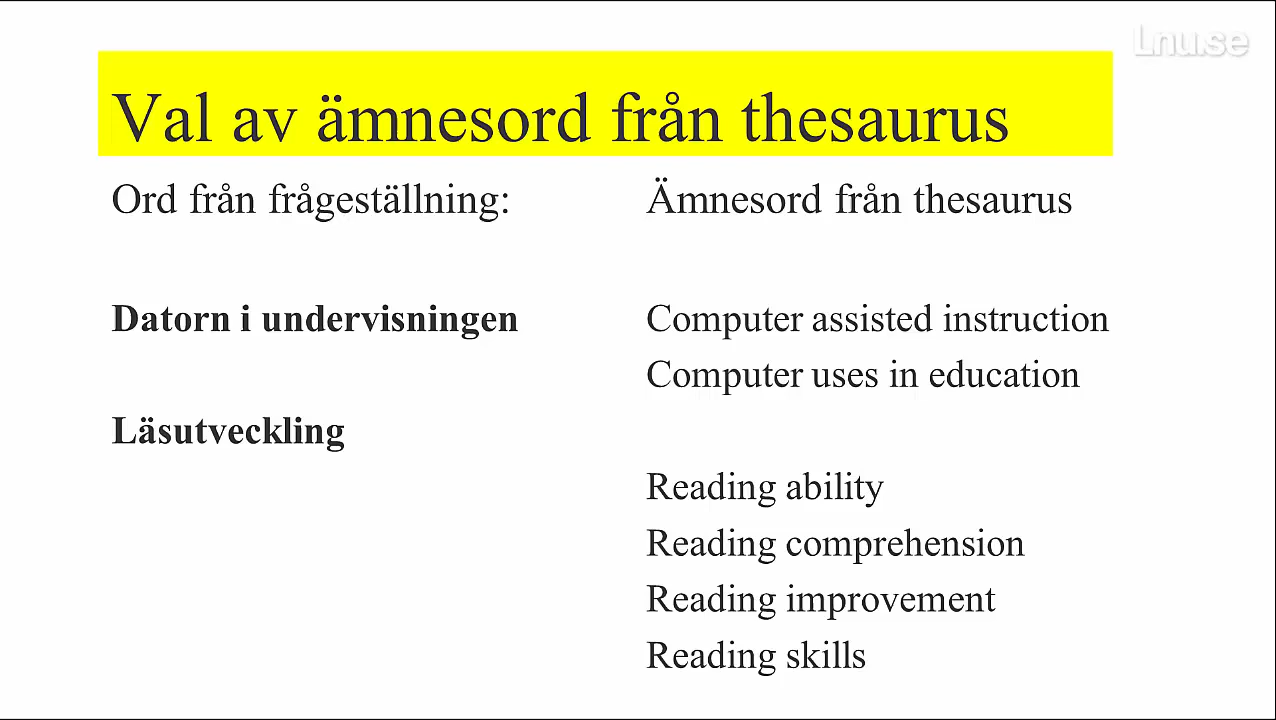 Lnu.se
Val av ämnesord från thesaurus
Ord från frågeställning:
Ämnesord från thesaurus
Datorn i undervisningen
Computer assisted instruction
Computer uses in education
Läsutveckling
Reading ability
Reading comprehension
Reading improvement
Reading skills